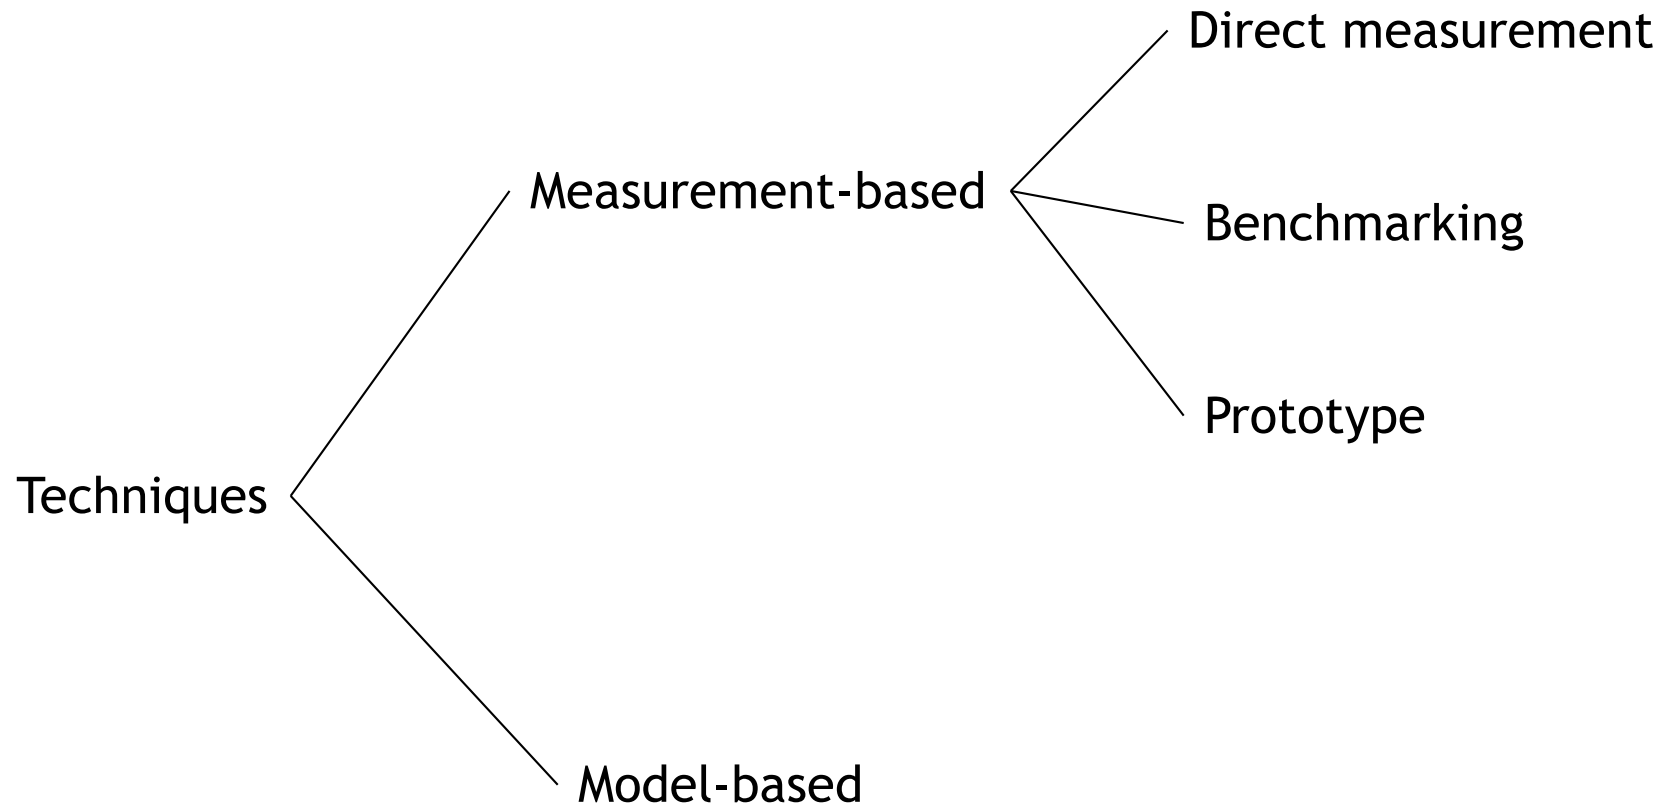 Direct measurement
Measurement-based
Benchmarking
Prototype
Techniques
Model-based